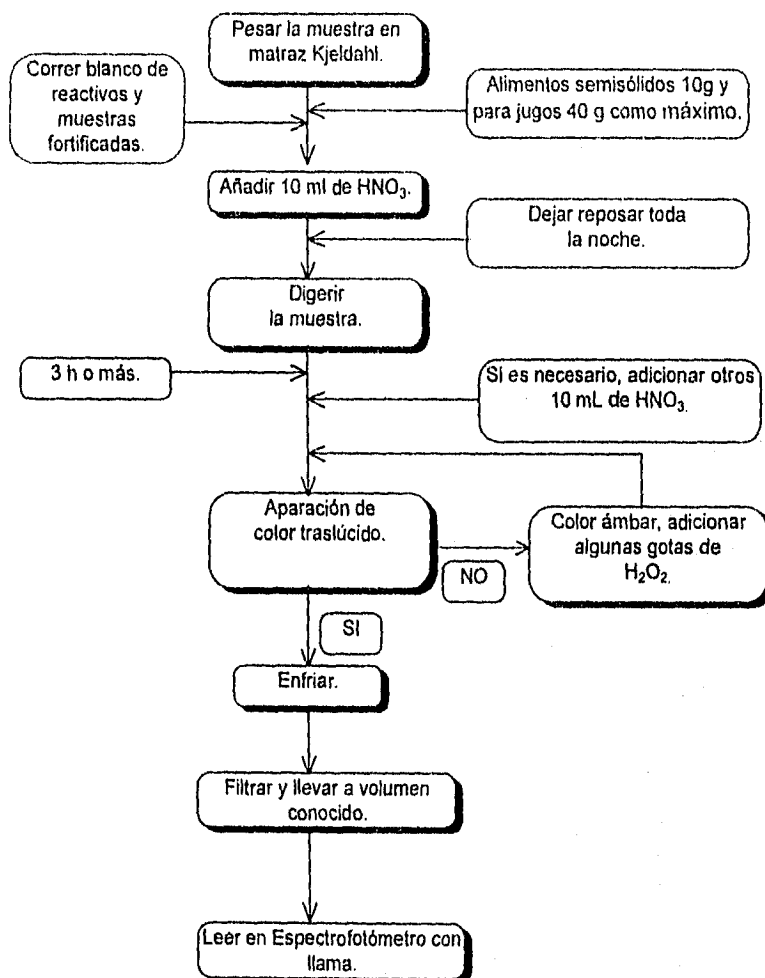 Pesar la muestra en
matraz Kjeldahl.
Correr blanco de
reactivos y
muestras
fortificadas.
Alimentos semisólidos 10g y
para jugos 40 g como máximo.
Añadir 10 ml de HNO₃.
Dejar reposar toda
la noche.
Digerir
la muestra.
3 h o más.
Si es necesario, adicionar otros
10 mL de HNO₃.
Aparación de
color traslúcido.
Color ámbar, adicionar
algunas gotas de
H₂O₂.
NO
SI
Enfriar.
Filtrar y llevar a volumen
conocido.
Leer en Espectrofotómetro con
llama.